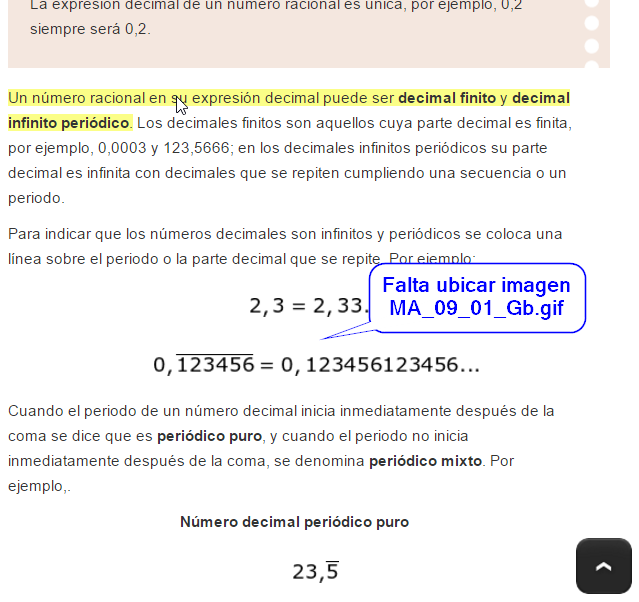 La expresión decimal de un número racional es única, por ejemplo, 0,2
siempre será 0,2.
Un número racional en su expresión decimal puede ser decimal finito y decimal
infinito periódico. Los decimales finitos son aquellos cuya parte decimal es finita,
por ejemplo, 0,0003 y 123,5666; en los decimales infinitos periódicos su parte
decimal es infinita con decimales que se repiten cumpliendo una secuencia o un
periodo.
Para indicar que los números decimales son infinitos y periódicos se coloca una
línea sobre el periodo o la parte decimal que se repite. Por ejemplo:
Falta ubicar imagen
MA_09_01_Gb.gif
2,3 = 2,33.
0,1̅2̅3̅4̅5̅6̅ = 0,123456123456...
Cuando el periodo de un número decimal inicia inmediatamente después de la
coma se dice que es periódico puro, y cuando el periodo no inicia
inmediatamente después de la coma, se denomina periódico mixto. Por
ejemplo,.
Número decimal periódico puro
23,5̅